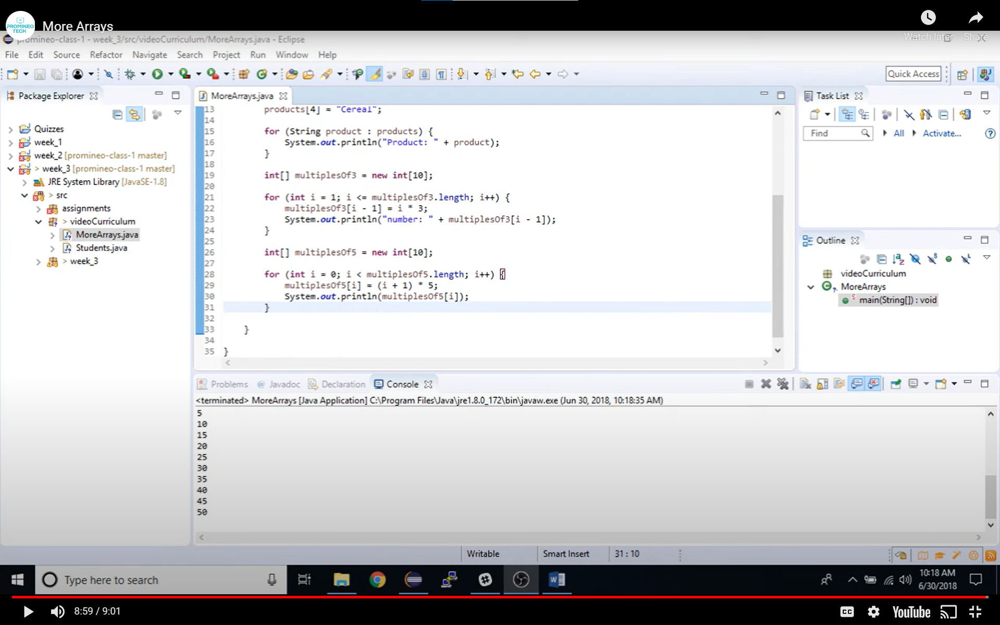 PROMINEO TECH
More Arrays
Watch later Share
promineo-class-1 - week_3/src/videoCurriculum/MoreArrays.java - Eclipse
File Edit Source Refactor Navigate Search Project Run Window Help
Quick Access
Package Explorer
MoreArrays.java
Task List
Quizzes
week_1
week_2 [promineo-class-1 master]
> week_3 [promineo-class-1 master]
JRE System Library [JavaSE-1.8]
> src
assignments
> videoCurriculum
MoreArrays.java
Students.java
> week_3
13 products[4] = "Cereal";
14
15 for (String product : products) {
16 System.out.println("Product: " + product);
17 }
18
19 int[] multiplesOf3 = new int[10];
20
21 for (int i = 1; i <= multiplesOf3.length; i++) {
22 multiplesOf3[i - 1] = i * 3;
23 System.out.println("number: " + multiplesOf3[i - 1]);
24 }
25
26 int[] multiplesOf5 = new int[10];
27
28 for (int i = 0; i < multiplesOf5.length; i++) {
29 multiplesOf5[i] = (i + 1) * 5;
30 System.out.println(multiplesOf5[i]);
31 }
32
33 }
34
35 }
Find All Activate...
Outline
videoCurriculum
MoreArrays
main(String[]) : void
Problems @ Javadoc Declaration Console
<terminated> MoreArrays [Java Application] C:\Program Files\Java\jre1.8.0_172\bin\javaw.exe (Jun 30, 2018, 10:18:35 AM)
5
10
15
20
25
30
35
40
45
50
Writable Smart Insert 31 : 10
Type here to search
10:18 AM
6/30/2018
8:59 / 9:01
CC YouTube